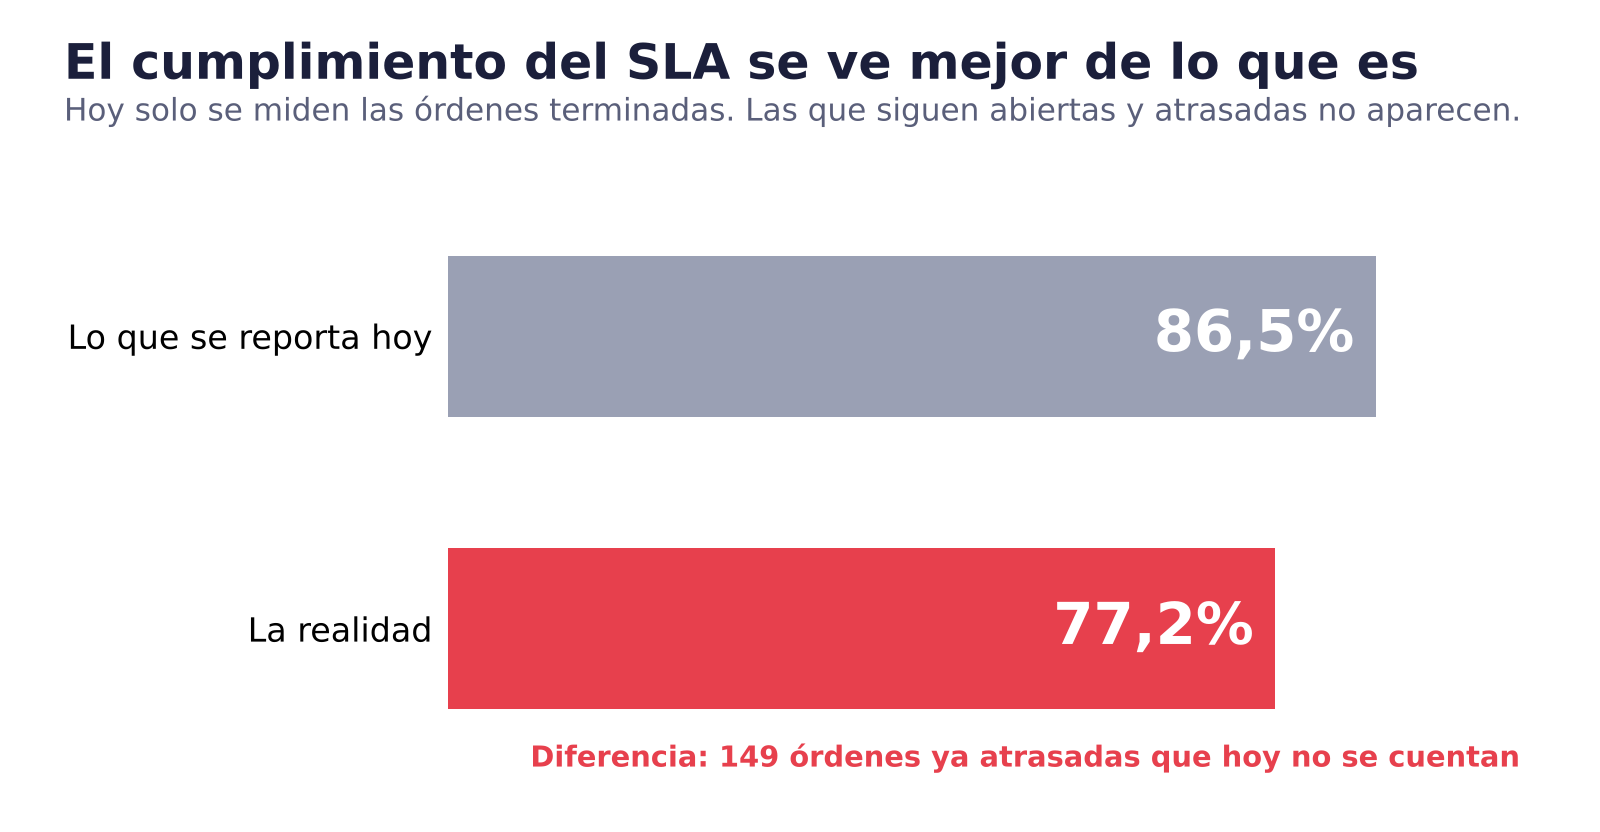 El cumplimiento del SLA se ve mejor de lo que es
Hoy solo se miden las órdenes terminadas. Las que siguen abiertas y atrasadas no aparecen.
Lo que se reporta hoy
86,5%
La realidad
77,2%
Diferencia: 149 órdenes ya atrasadas que hoy no se cuentan